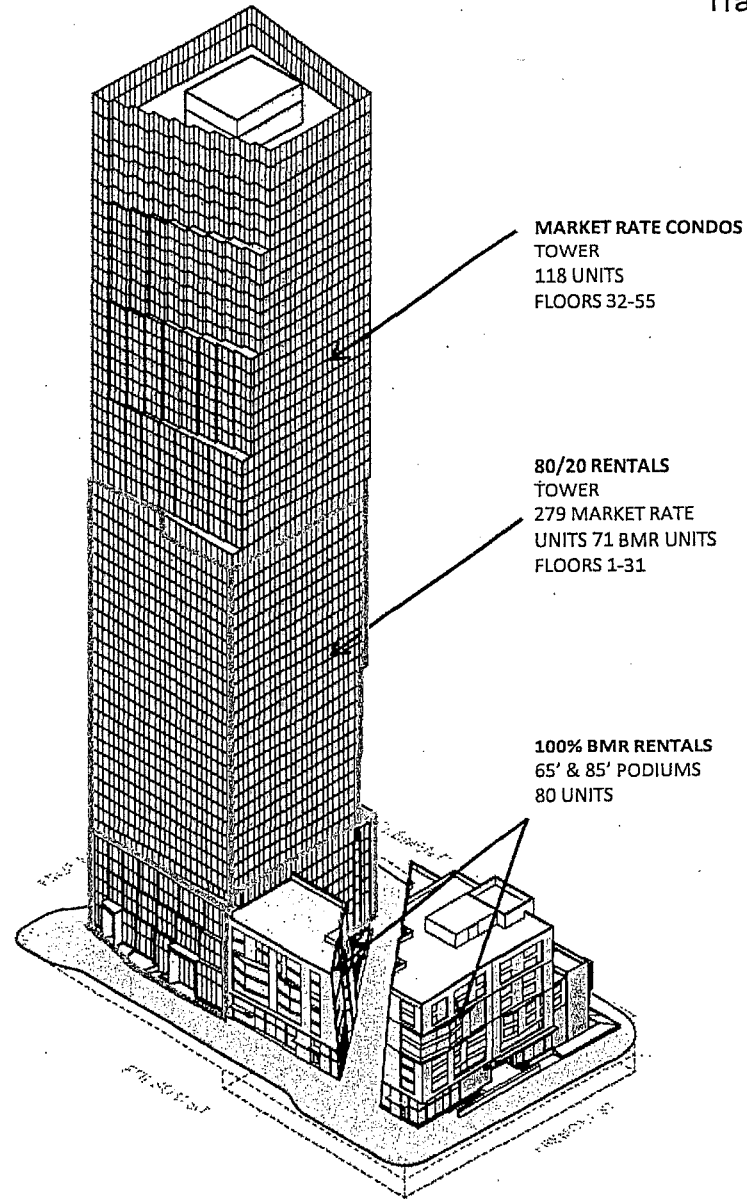 MARKET RATE CONDOS
TOWER
118 UNITS
FLOORS 32-55
80/20 RENTALS
TOWER
279 MARKET RATE
UNITS 71 BMR UNITS
FLOORS 1-31
100% BMR RENTALS
65' & 85' PODIUMS
80 UNITS